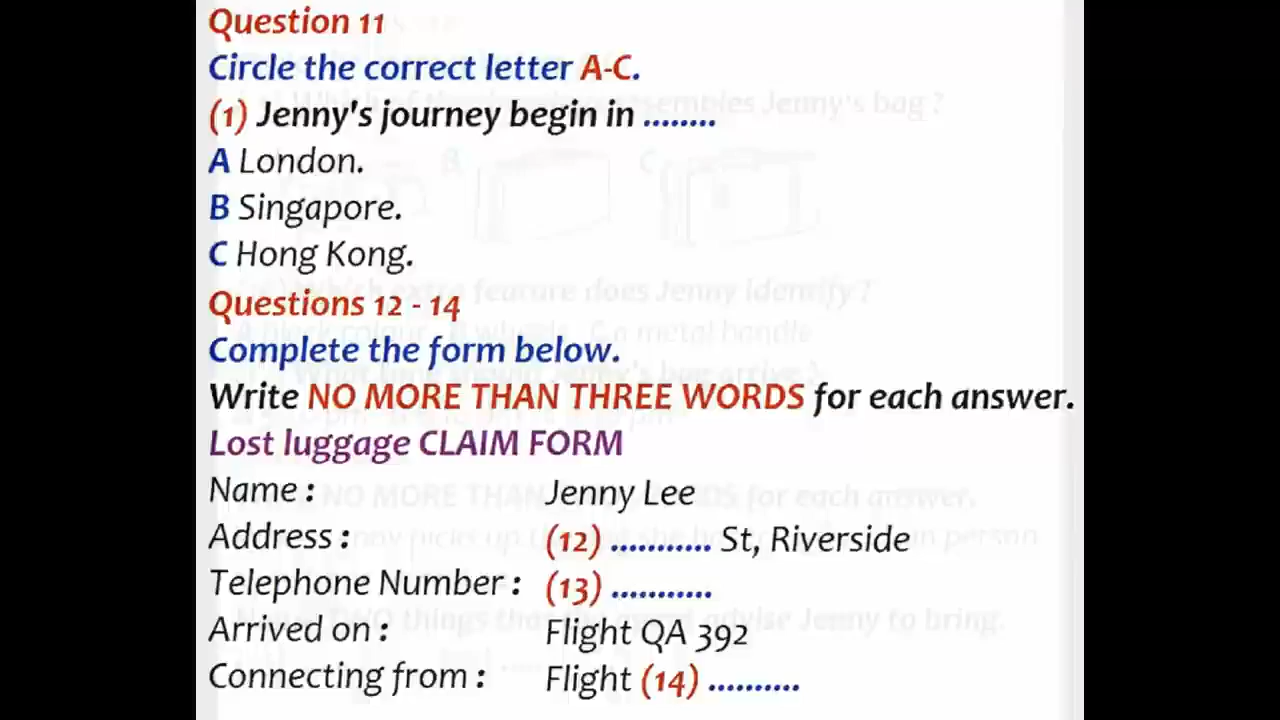 Question 11
Circle the correct letter A-C.
(1) Jenny's journey begin in ........
A London.
B Singapore.
C Hong Kong.
Questions 12 - 14
Complete the form below.
Write NO MORE THAN THREE WORDS for each answer.
Lost luggage CLAIM FORM
Name : Jenny Lee
Address : (12) ........... St, Riverside
Telephone Number : (13) ...........
Arrived on : Flight QA 392
Connecting from : Flight (14) ..........